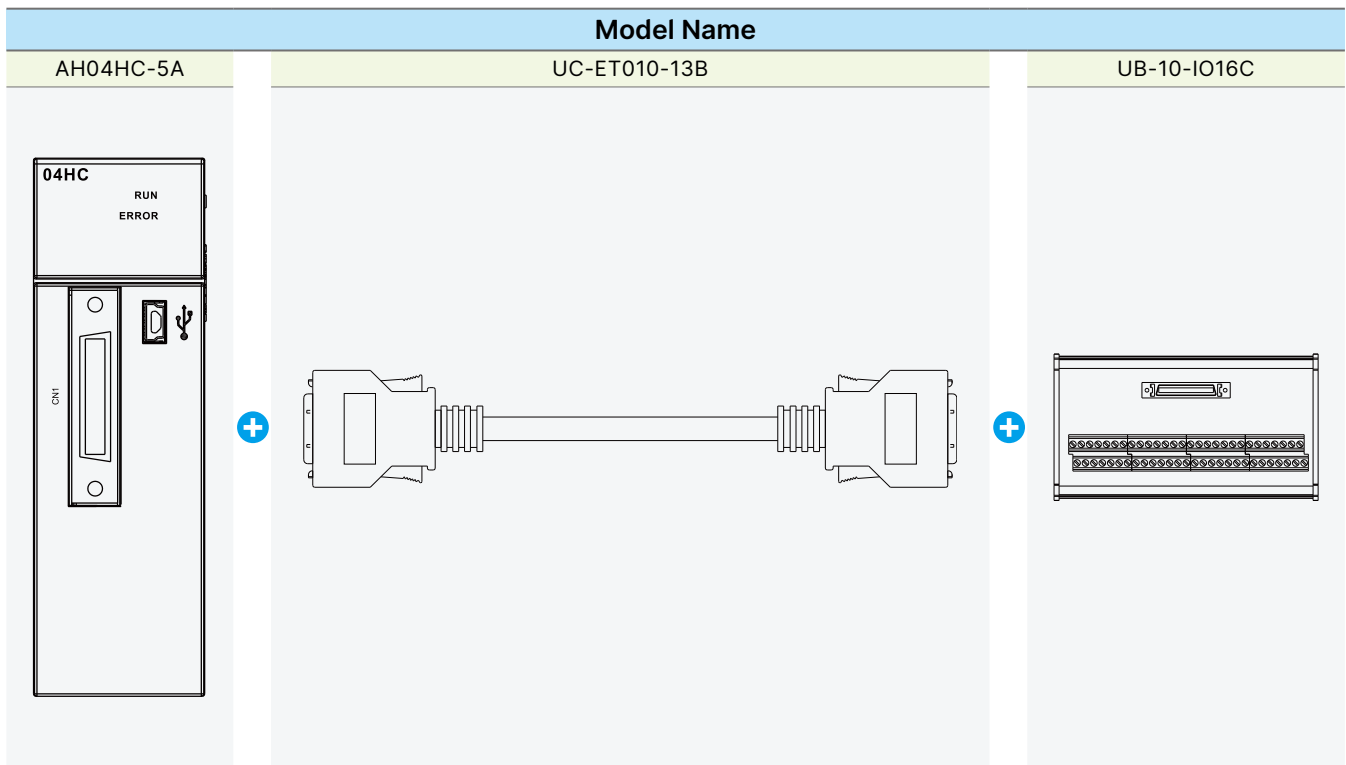 Model Name
AH04HC-5A
UC-ET010-13B
UB-10-IO16C
04HC
RUN
ERROR
CN1